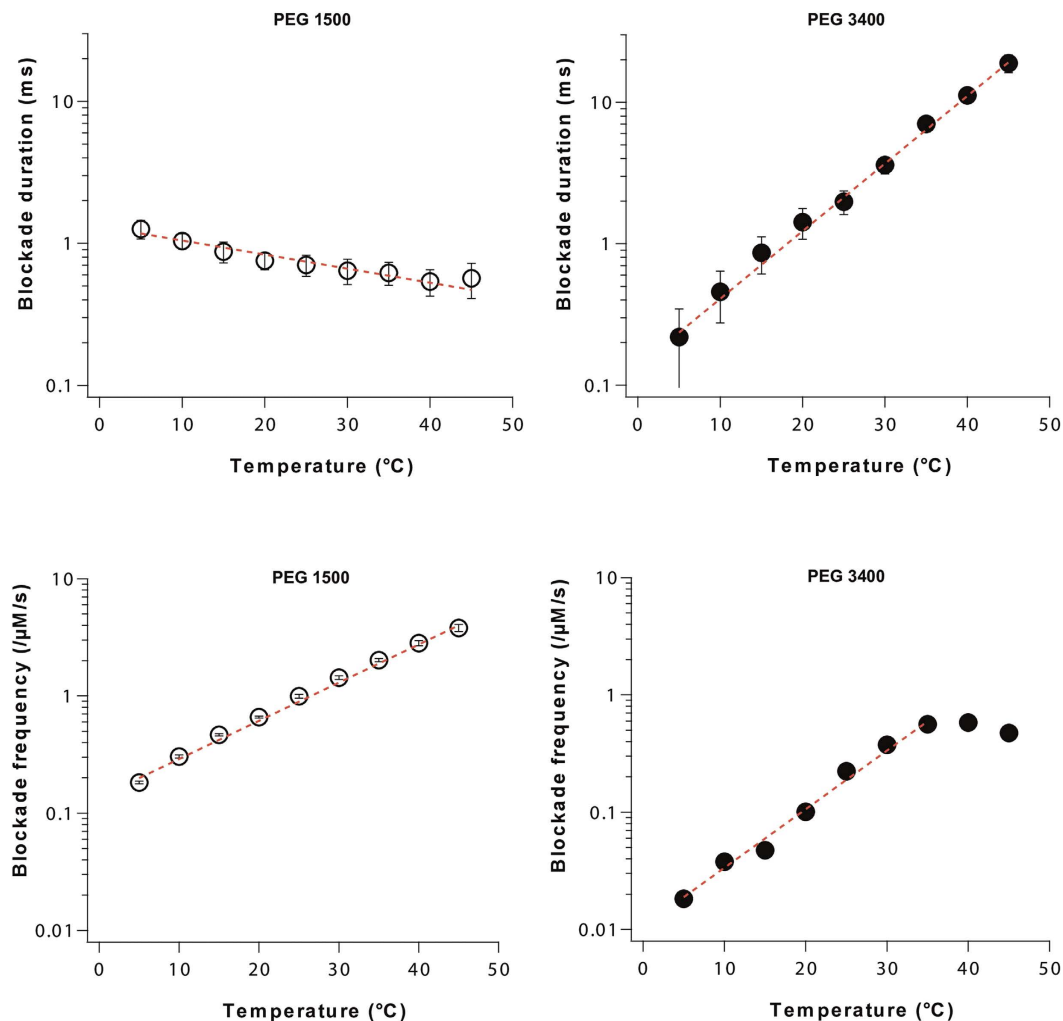 PEG 1500
Blockade duration (ms)
10
1
0.1
0 10 20 30 40 50
Temperature (°C)
PEG 3400
Blockade duration (ms)
10
1
0.1
0 10 20 30 40 50
Temperature (°C)
PEG 1500
Blockade frequency (/µM/s)
10
1
0.1
0.01
0 10 20 30 40 50
Temperature (°C)
PEG 3400
Blockade frequency (/µM/s)
10
1
0.1
0.01
0 10 20 30 40 50
Temperature (°C)